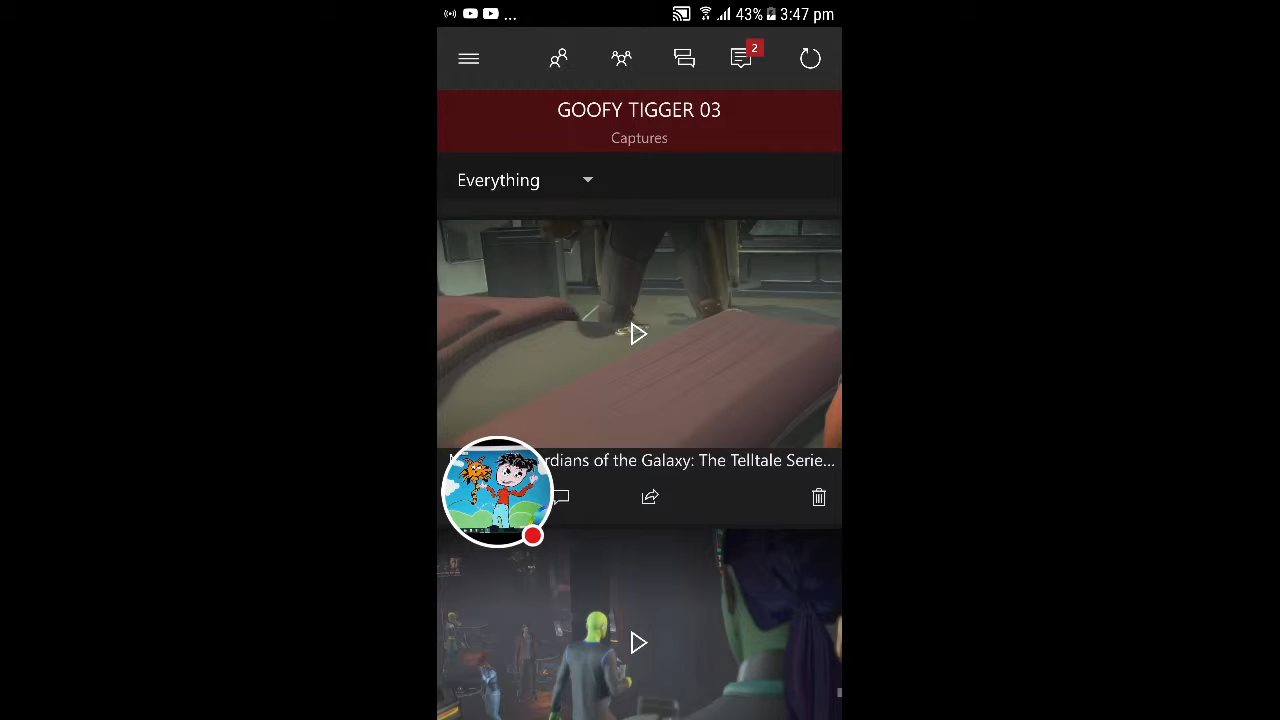 ... 43% 3:47 pm
2
GOOFY TIGGER 03
Captures
Everything
rdians of the Galaxy: The Telltale Serie...